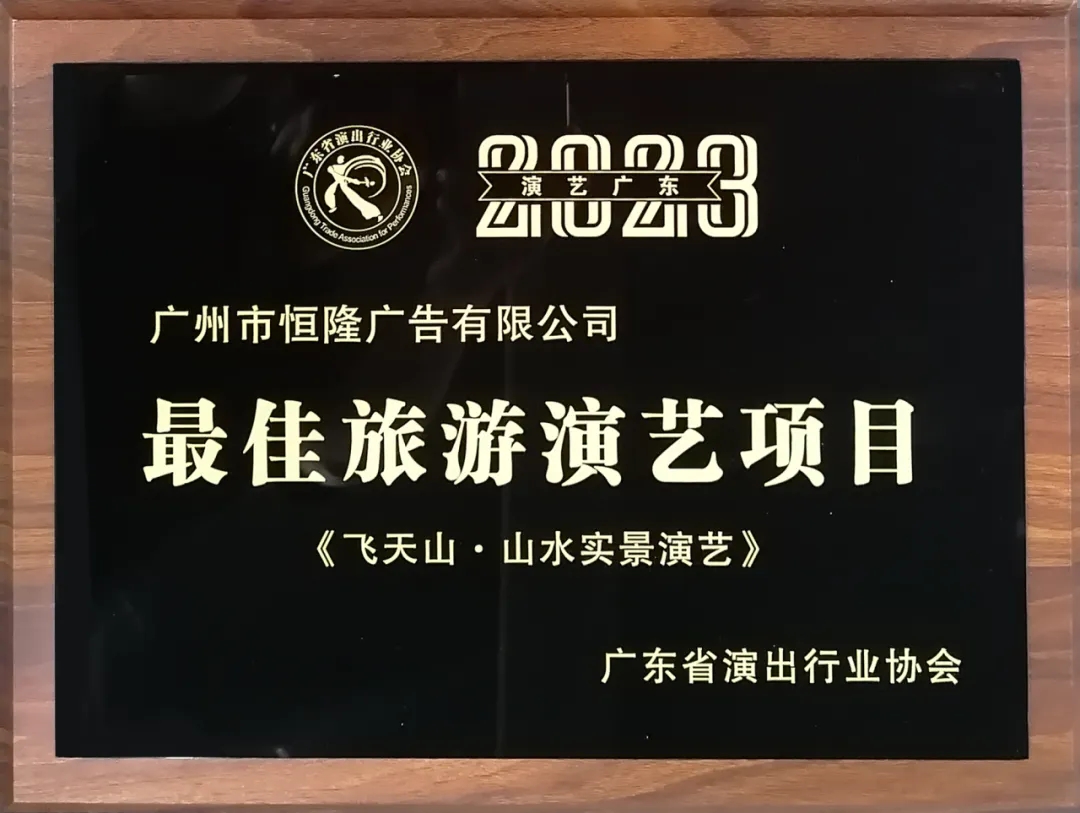 广东省演出行业协会
Guangdong Trade Association for Performances
2023
演艺广东
广州市恒隆广告有限公司
最佳旅游演艺项目
《飞天山·山水实景演艺》
广东省演出行业协会